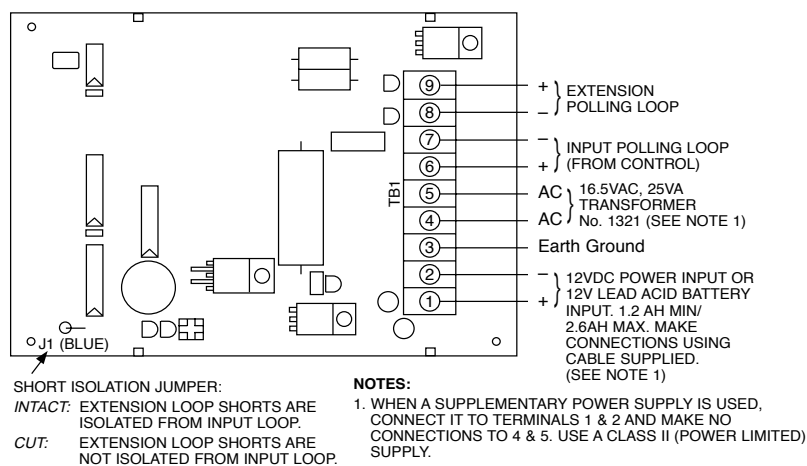 9
+
EXTENSION
8
−
POLLING LOOP
7
−
INPUT POLLING LOOP
6
+
(FROM CONTROL)
TB1
5
AC
16.5VAC, 25VA
TRANSFORMER
4
AC
No. 1321 (SEE NOTE 1)
3
Earth Ground
2
−
12VDC POWER INPUT OR
1
+
12V LEAD ACID BATTERY
INPUT. 1.2 AH MIN/
2.6AH MAX. MAKE
CONNECTIONS USING
CABLE SUPPLIED.
(SEE NOTE 1)
J1 (BLUE)
SHORT ISOLATION JUMPER:
INTACT: EXTENSION LOOP SHORTS ARE
ISOLATED FROM INPUT LOOP.
CUT: EXTENSION LOOP SHORTS ARE
NOT ISOLATED FROM INPUT LOOP.
NOTES:
1. WHEN A SUPPLEMENTARY POWER SUPPLY IS USED,
CONNECT IT TO TERMINALS 1 & 2 AND MAKE NO
CONNECTIONS TO 4 & 5. USE A CLASS II (POWER LIMITED)
SUPPLY.